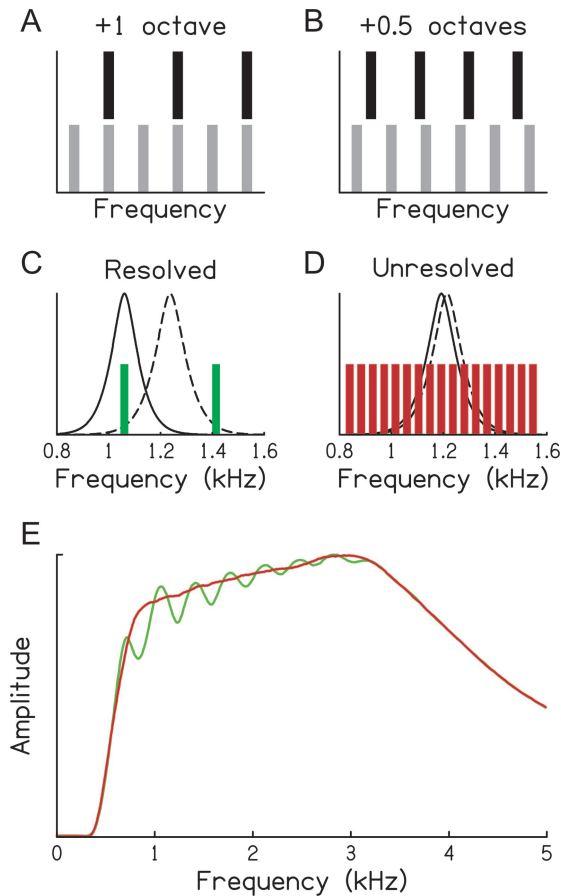 A
+1 octave
Frequency
B
+0.5 octaves
Frequency
C
Resolved
0.8 1 1.2 1.4 1.6
Frequency (kHz)
D
Unresolved
0.8 1 1.2 1.4 1.6
Frequency (kHz)
E
Amplitude
0 1 2 3 4 5
Frequency (kHz)